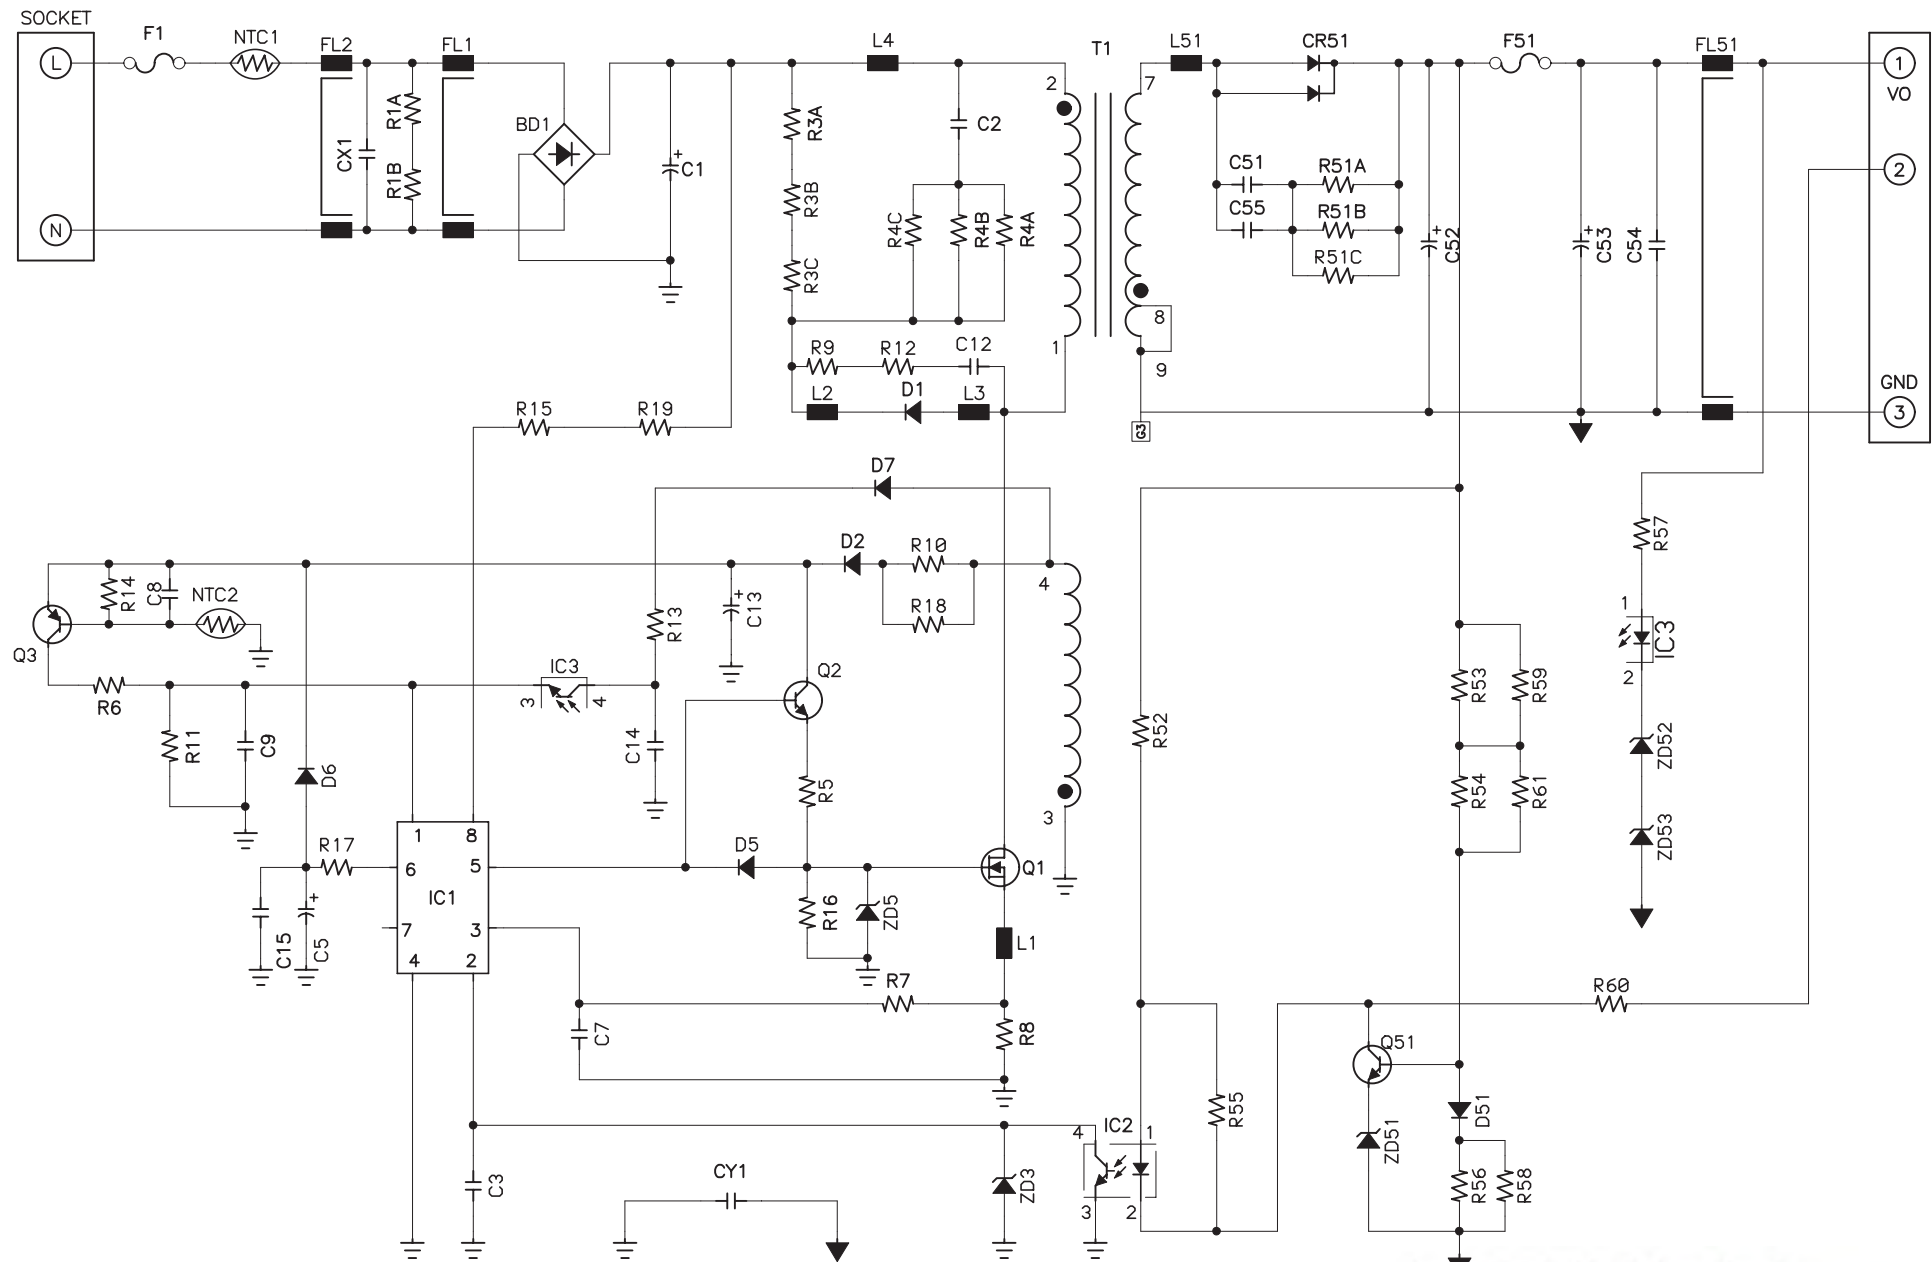 SOCKET
L
F1
NTC1
FL2
FL1
L4
T1
L51
CR51
F51
FL51
1
VO
2
7
R1A
R3A
C2
BD1
CX1
C1
R1B
R3B
C51
R51A
2
C55
R51B
N
R4C
R4B
R4A
C52
C53
C54
R3C
R51C
8
R9
R12
C12
1
9
L2
D1
L3
GND
3
R15
R19
G3
D7
R57
D2
R10
4
R14
C8
NTC2
C13
R18
R13
1
IC3
Q3
IC3
Q2
2
R53
R59
3
4
R6
R11
C9
C14
R52
ZD52
D6
R5
R54
R61
3
1
8
ZD53
R17
D5
6
5
Q1
IC1
R16
ZD5
C15
C5
7
3
L1
4
2
R7
R60
C7
R8
Q51
R55
D51
4
IC2
1
ZD51
CY1
C3
ZD3
R56
R58
3
2